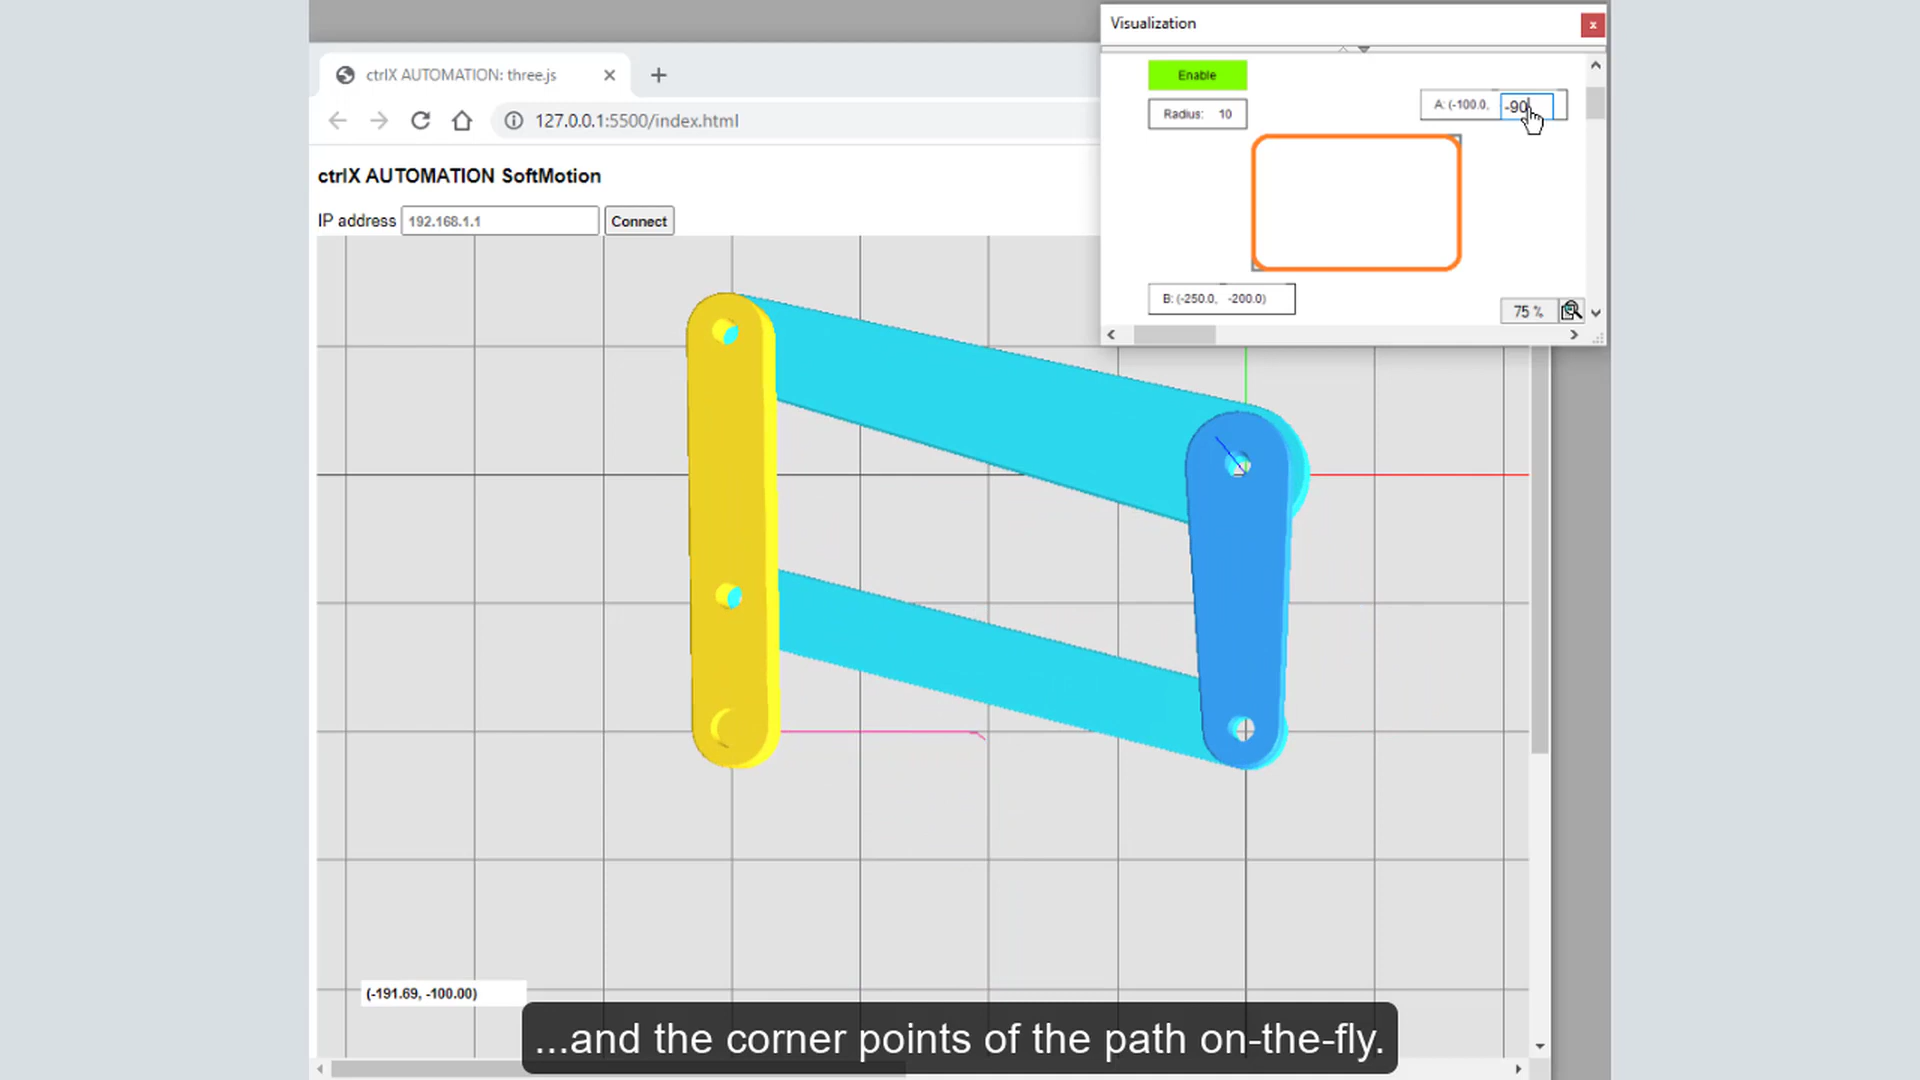 Visualization
x
Enable
Radius: 10
A: (-100.0, -90
B: (-250.0, -200.0)
75 %
ctrlX AUTOMATION: three.js
127.0.0.1:5500/index.html
ctrlX AUTOMATION SoftMotion
IP address 192.168.1.1 Connect
(-191.69, -100.00)
...and the corner points of the path on-the-fly.